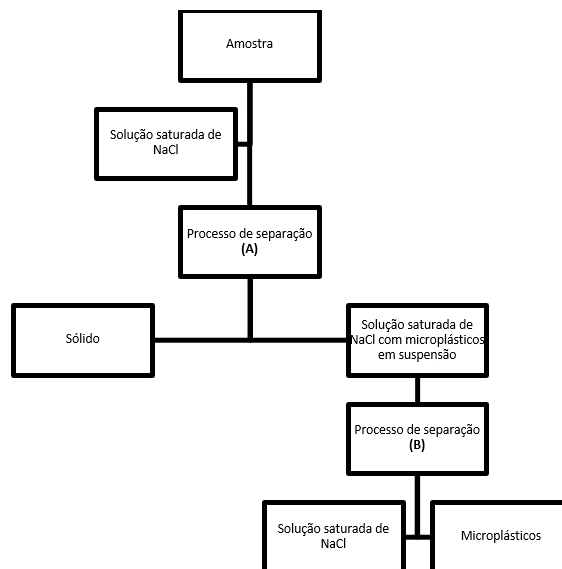 Amostra
Solução saturada de
NaCl
Processo de separação
(A)
Sólido
Solução saturada de
NaCl com microplásticos
em suspensão
Processo de separação
(B)
Solução saturada de
NaCl
Microplásticos